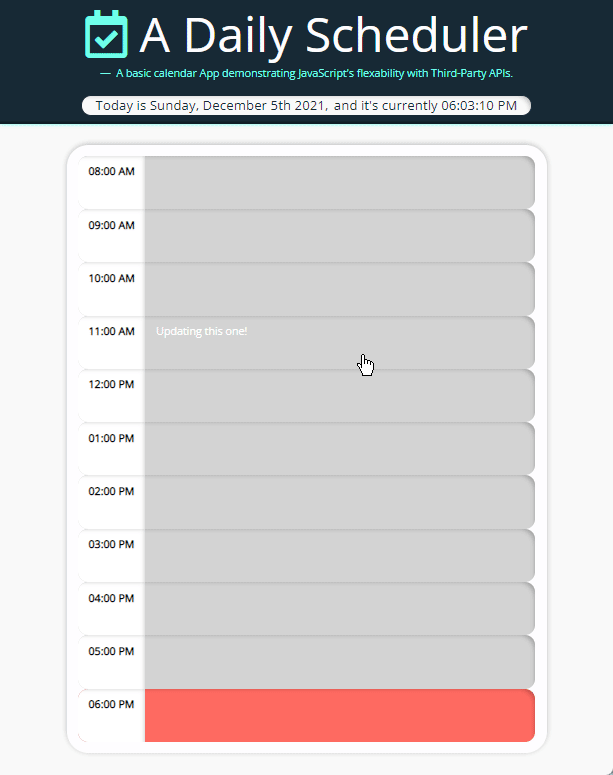 A Daily Scheduler
— A basic calendar App demonstrating JavaScript's flexability with Third-Party APIs.
Today is Sunday, December 5th 2021, and it's currently 06:03:10 PM
08:00 AM
09:00 AM
10:00 AM
11:00 AM Updating this one!
12:00 PM
01:00 PM
02:00 PM
03:00 PM
04:00 PM
05:00 PM
06:00 PM